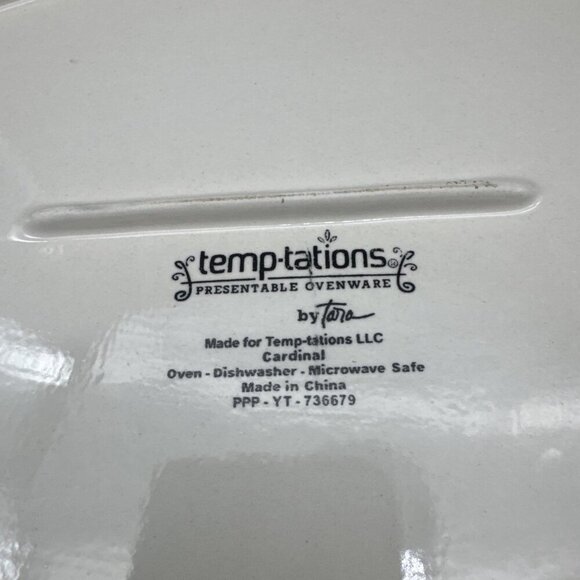 temp-tations
PRESENTABLE OVENWARE
by Tara
Made for Temp-tations LLC
Cardinal
Oven - Dishwasher - Microwave Safe
Made in China
PPP - YT - 736679